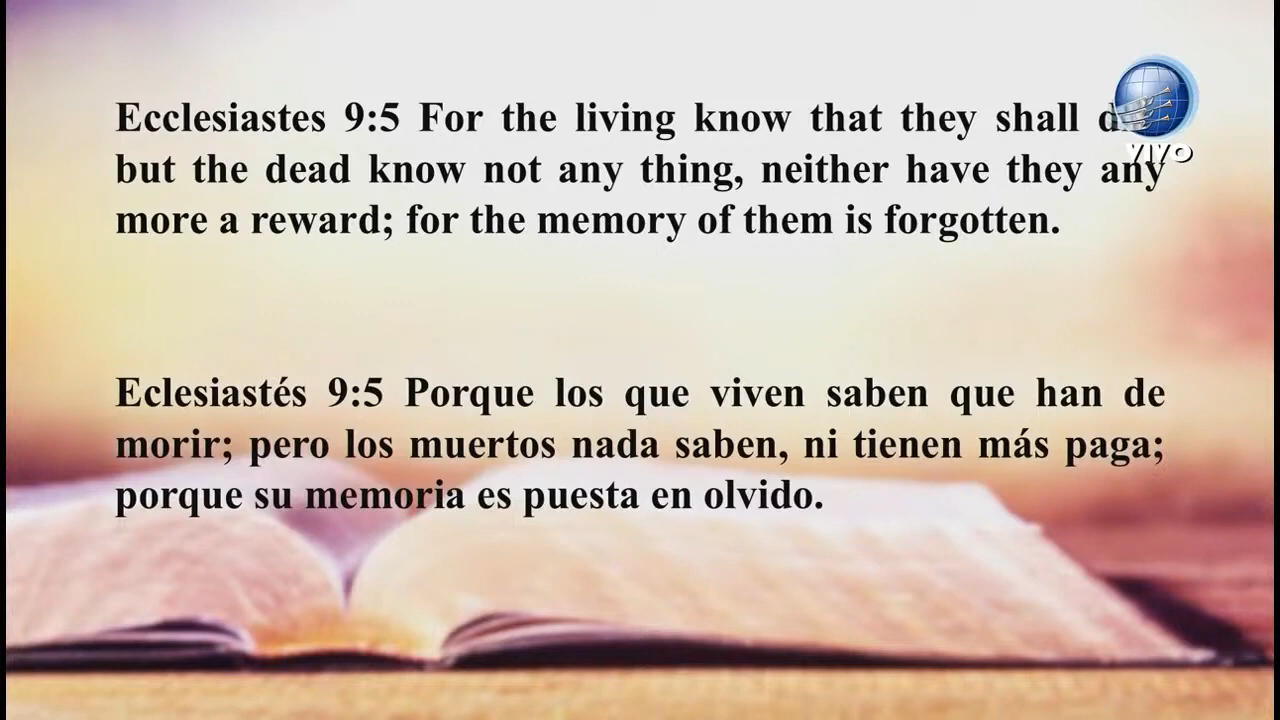 Ecclesiastes 9:5 For the living know that they shall
but the dead know not any thing, neither have they any
more a reward; for the memory of them is forgotten.
Eclesiastés 9:5 Porque los que viven saben que han de
morir; pero los muertos nada saben, ni tienen más paga;
porque su memoria es puesta en olvido.
VIVO